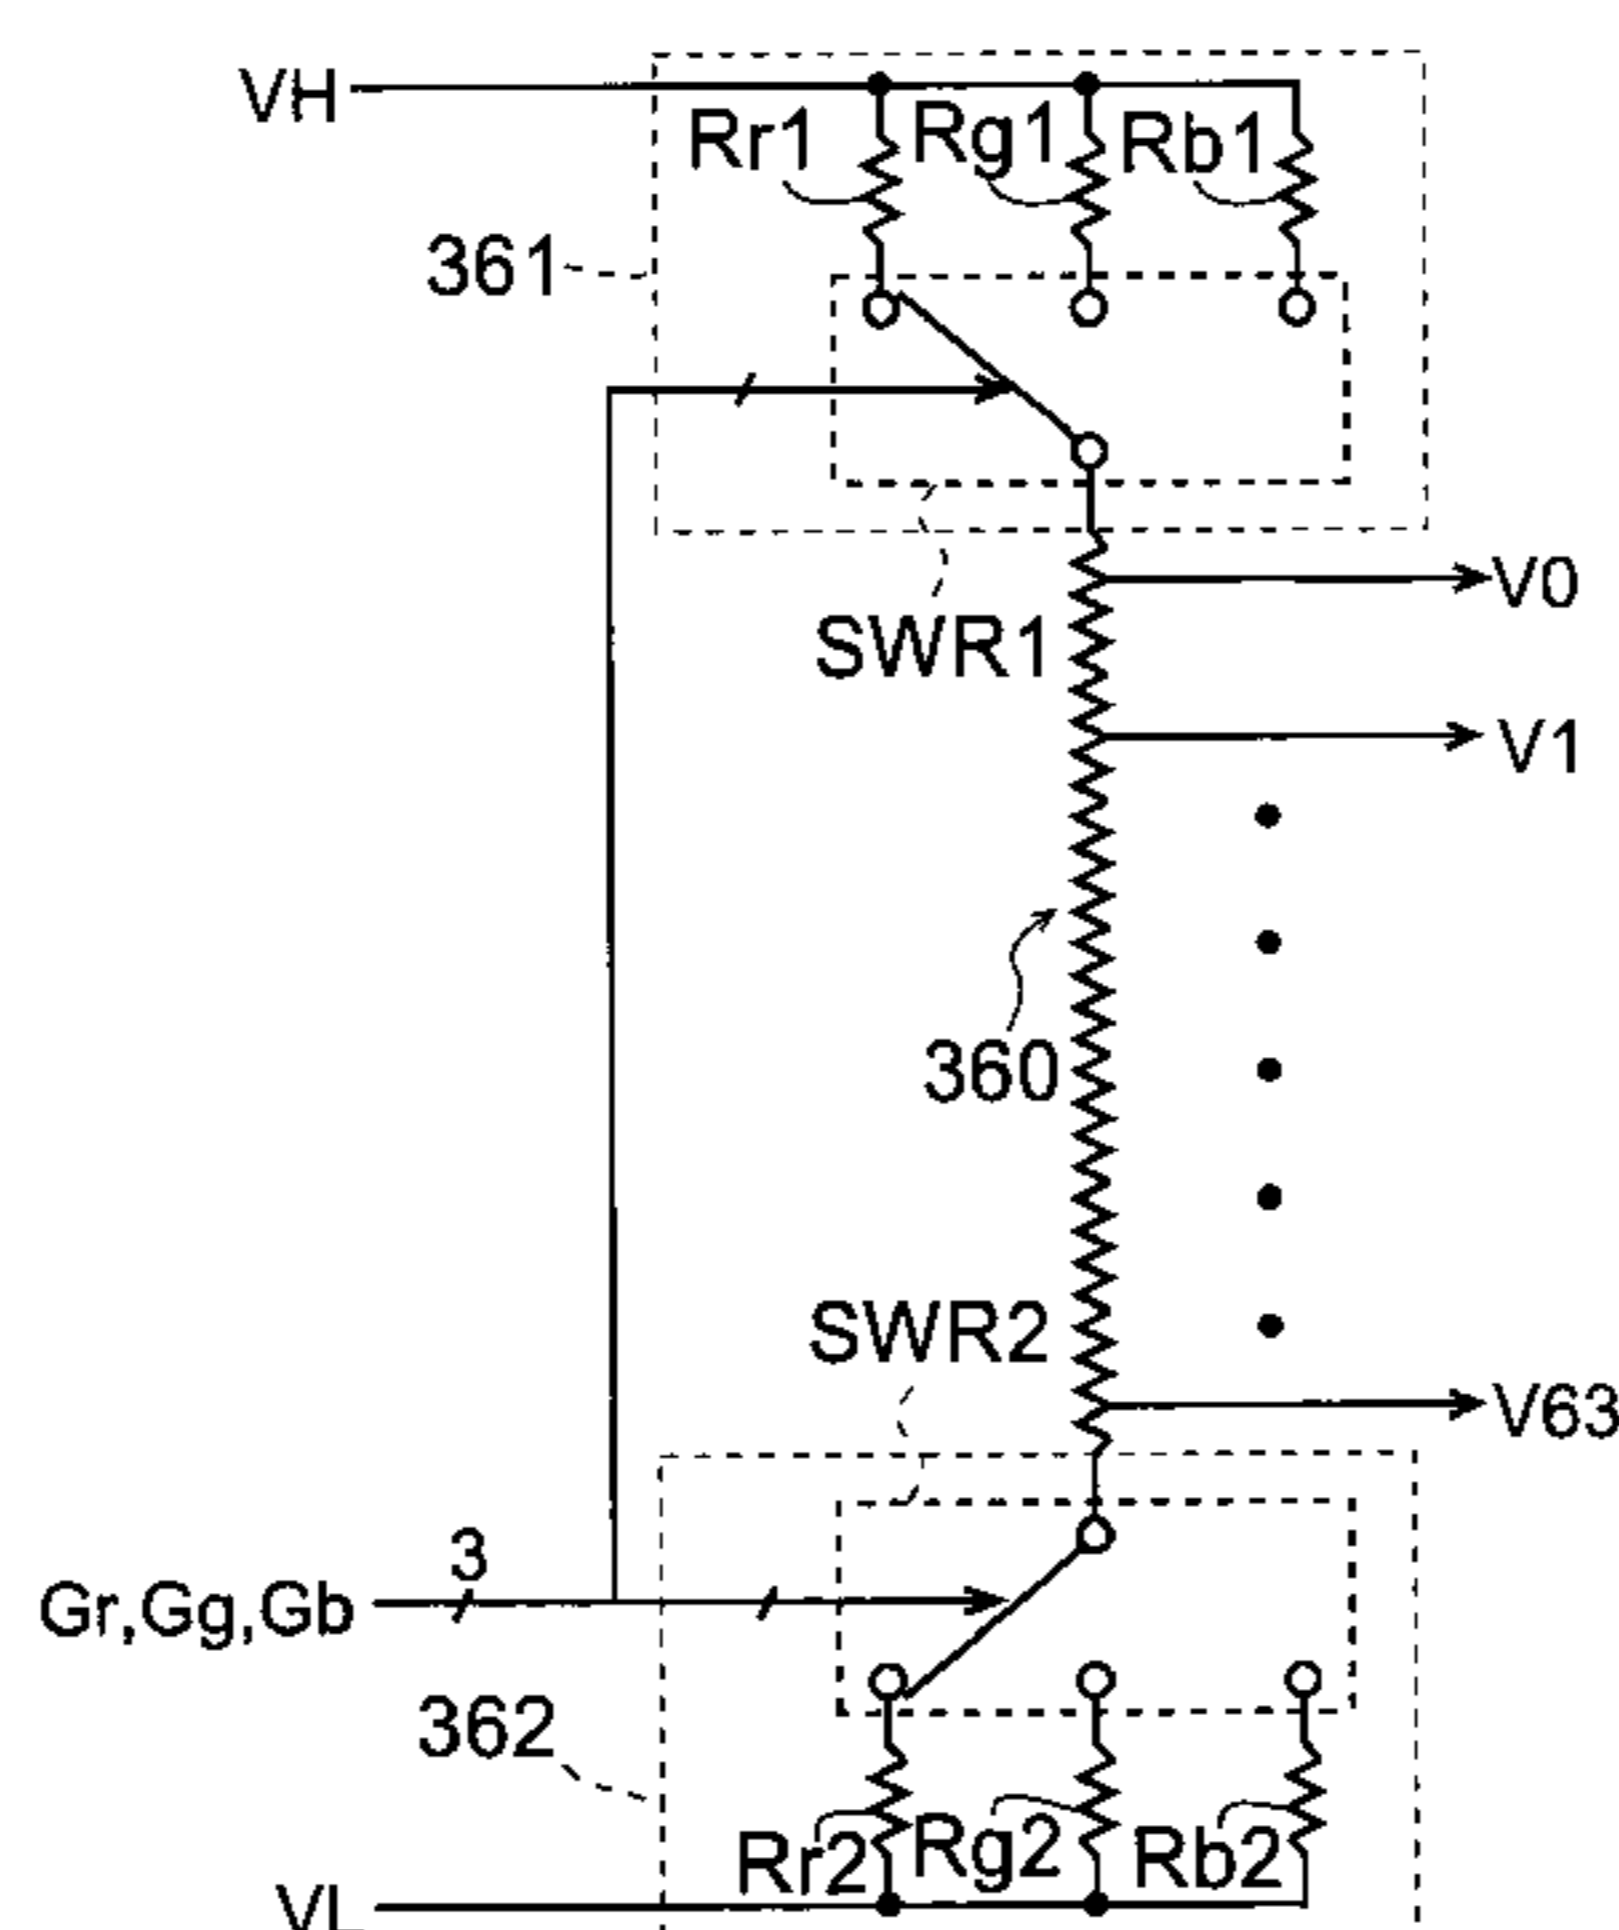 VH
Rr1 Rg1 Rb1
361
V0
SWR1
V1
360
SWR2
V63
3
Gr,Gg,Gb
362
Rr2 Rg2 Rb2
VL